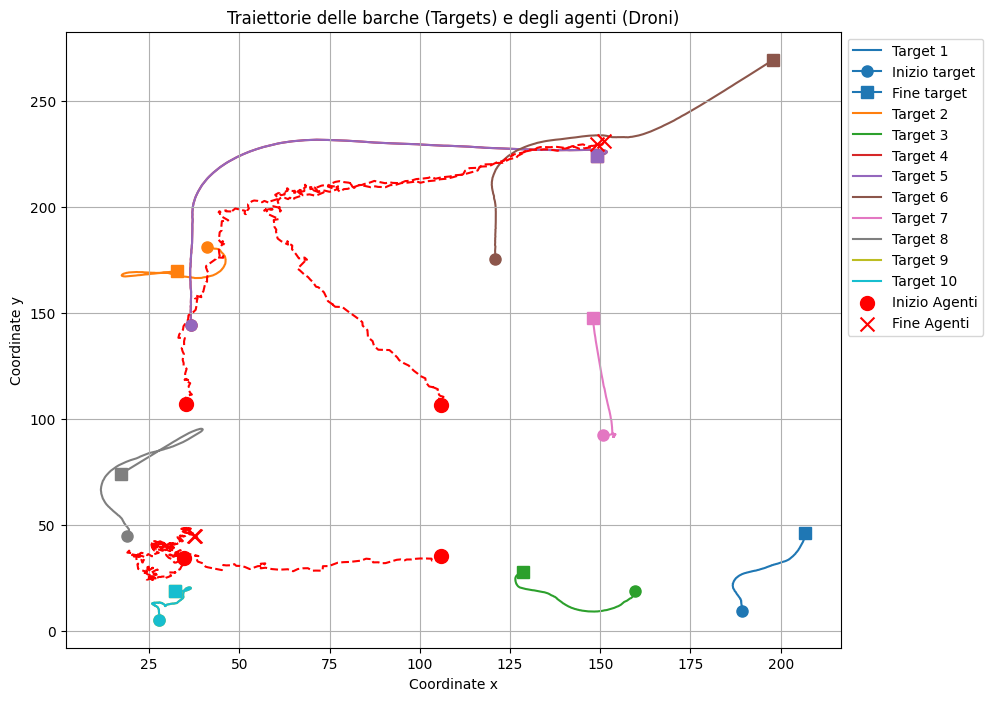 Traiettorie delle barche (Targets) e degli agenti (Droni)
Coordinate y
250
200
150
100
50
0
25
50
75
100
125
150
175
200
Coordinate x
Target 1
Inizio target
Fine target
Target 2
Target 3
Target 4
Target 5
Target 6
Target 7
Target 8
Target 9
Target 10
Inizio Agenti
Fine Agenti